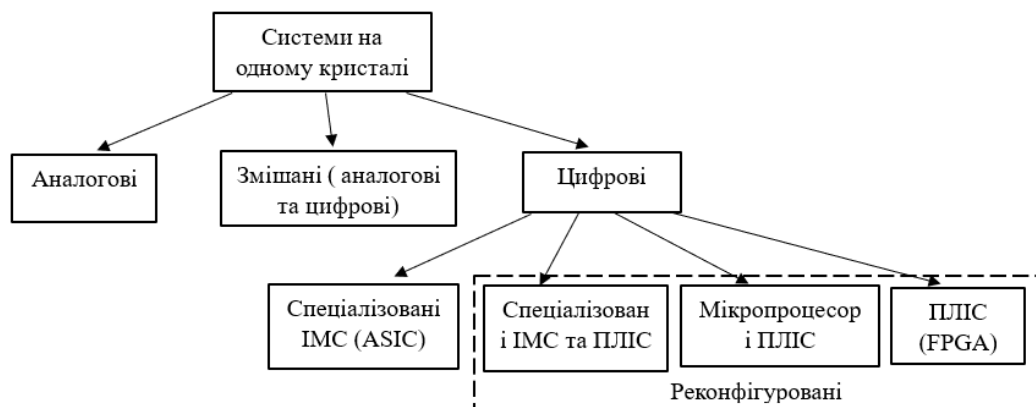 Системи на
одному кристалі
Аналогові
Змішані ( аналогові
та цифрові)
Цифрові
Спеціалізовані
ІМС (ASIC)
Спеціалізован
і ІМС та ПЛІС
Мікропроцесор
і ПЛІС
ПЛІС
(FPGA)
Реконфігуровані